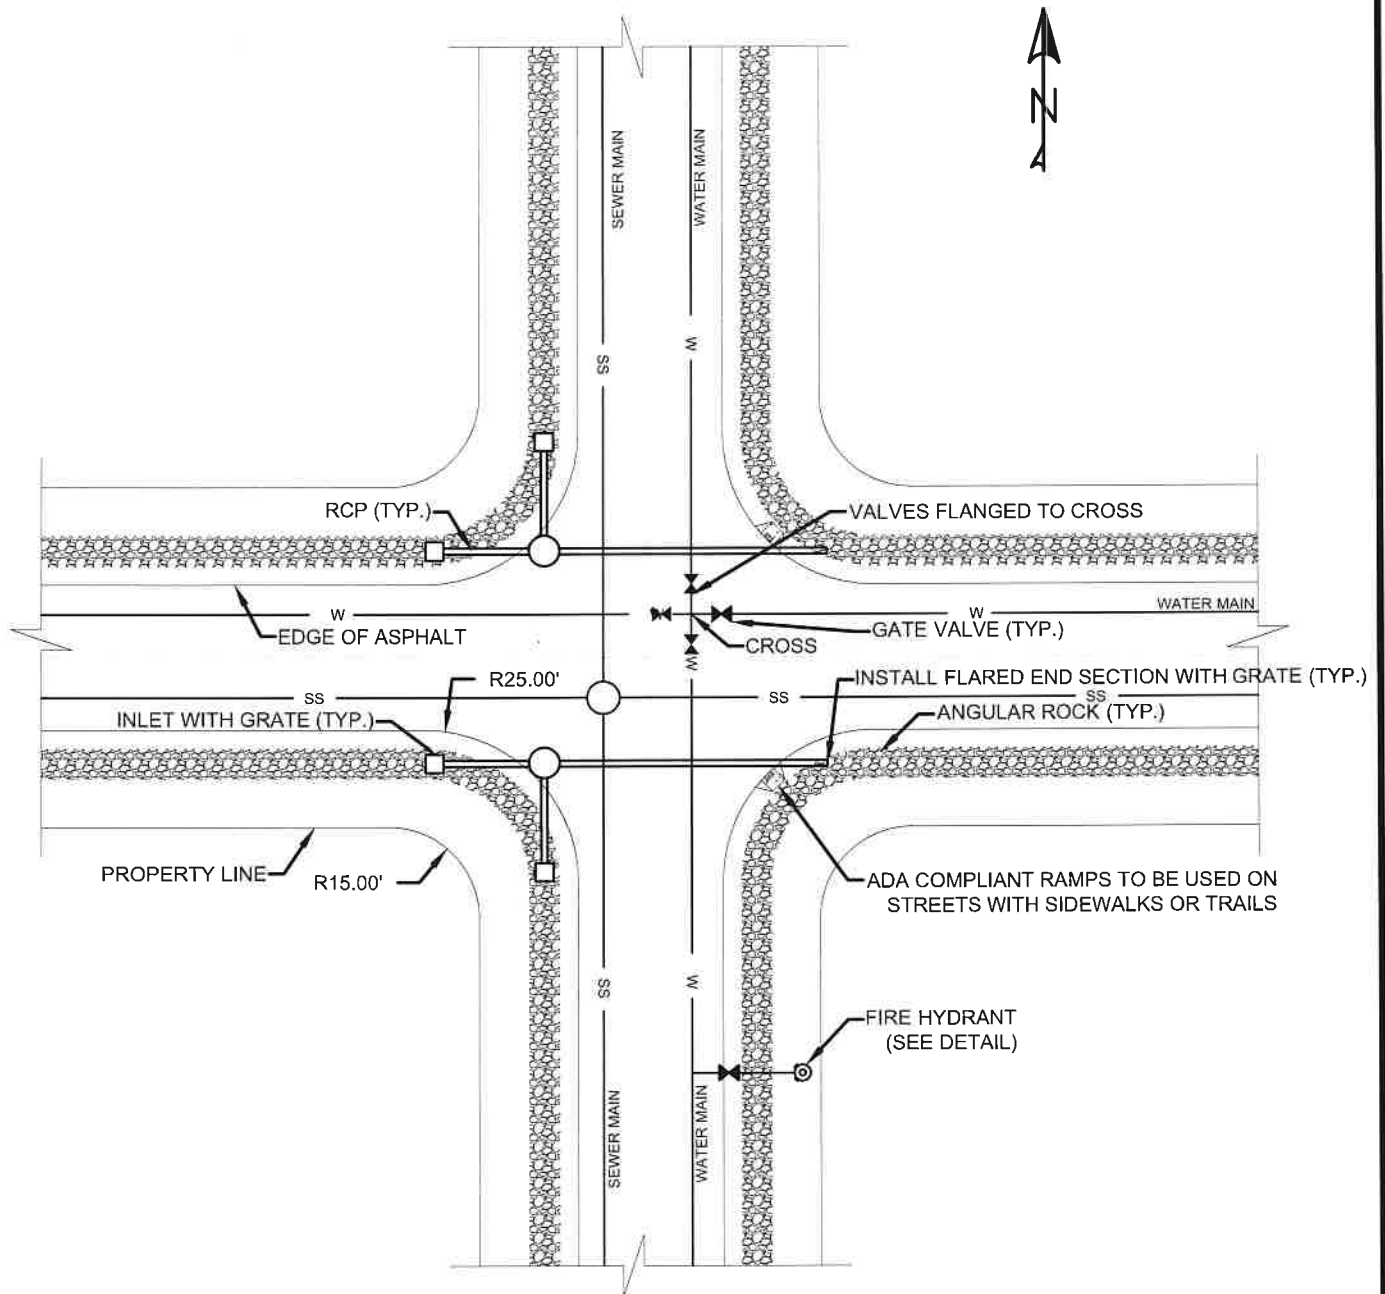 N
SEWER MAIN
WATER MAIN
SS
W
RCP (TYP.)
VALVES FLANGED TO CROSS
W
W
WATER MAIN
EDGE OF ASPHALT
GATE VALVE (TYP.)
CROSS
W
R25.00'
INSTALL FLARED END SECTION WITH GRATE (TYP.)
SS
SS
SS
INLET WITH GRATE (TYP.)
ANGULAR ROCK (TYP.)
PROPERTY LINE
R15.00'
ADA COMPLIANT RAMPS TO BE USED ON
STREETS WITH SIDEWALKS OR TRAILS
SS
W
FIRE HYDRANT
(SEE DETAIL)
SEWER MAIN
WATER MAIN